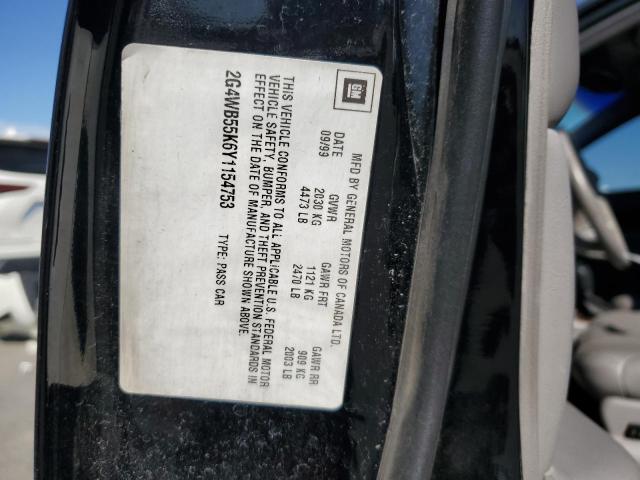 GM
MFD BY GENERAL MOTORS OF CANADA LTD.
DATE GVWR GAWR FRT GAWR RR
09/99 2030 KG 1121 KG 909 KG
4473 LB 2470 LB 2003 LB
THIS VEHICLE CONFORMS TO ALL APPLICABLE U.S. FEDERAL MOTOR
VEHICLE SAFETY, BUMPER, AND THEFT PREVENTION STANDARDS IN
EFFECT ON THE DATE OF MANUFACTURE SHOWN ABOVE.
2G4WB55K6Y1154753 TYPE: PASS CAR